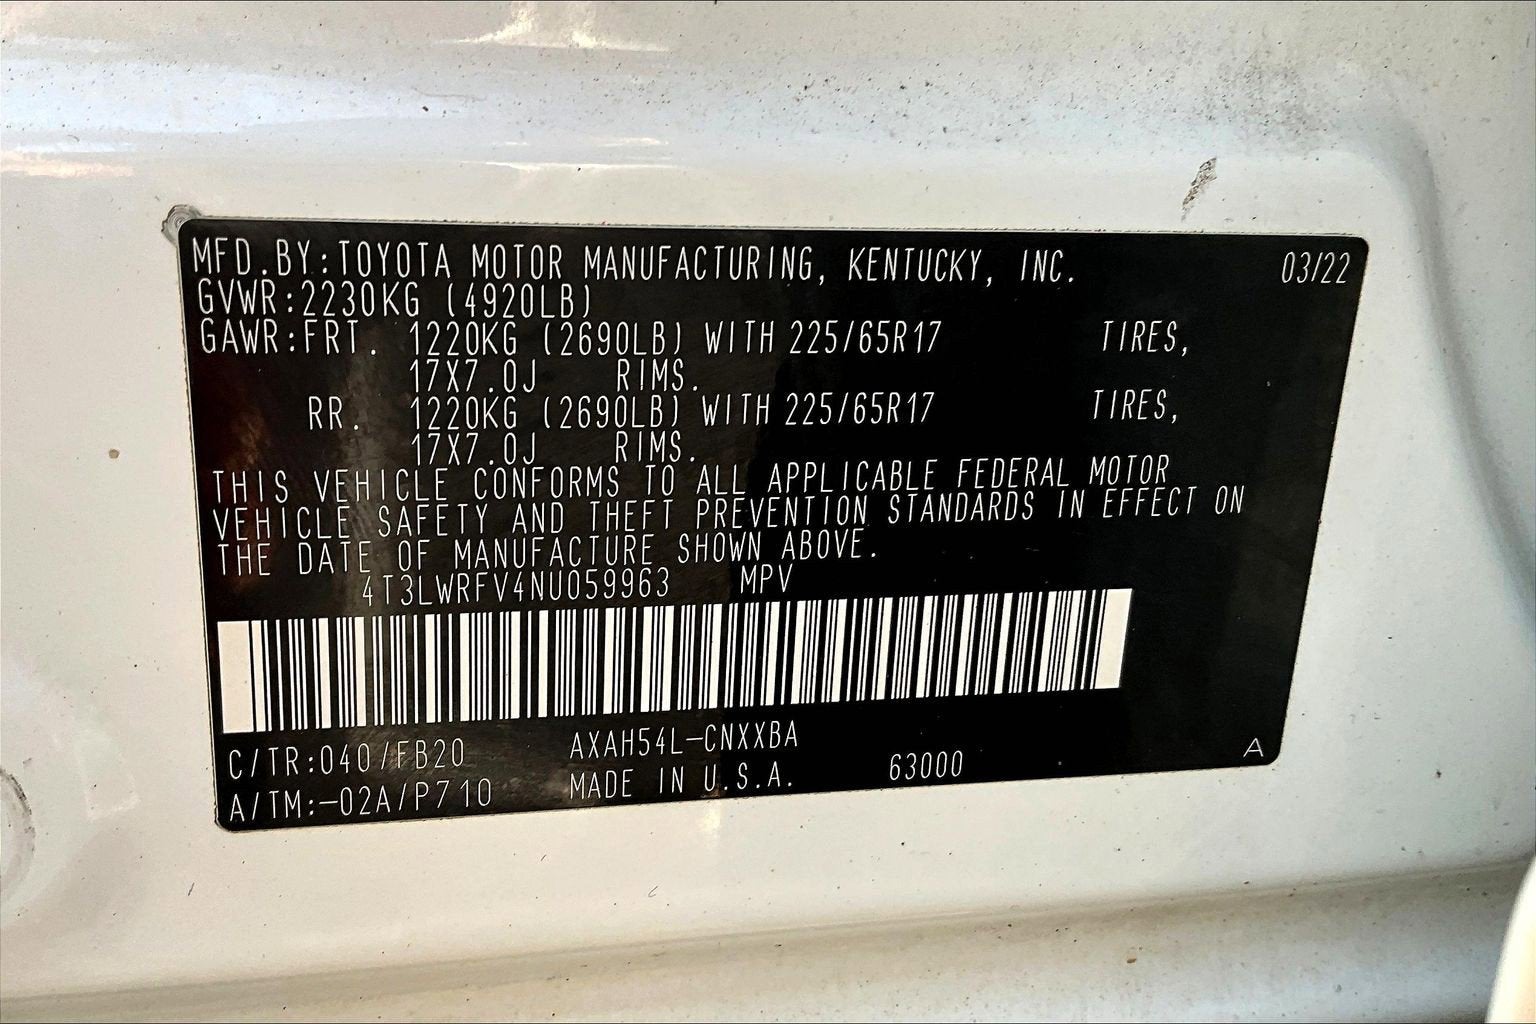 MFD.BY:TOYOTA MOTOR MANUFACTURING, KENTUCKY, INC. 03/22
GVWR:2230KG (4920LB)
GAWR:FRT. 1220KG (2690LB) WITH 225/65R17 TIRES,
17X7.0J RIMS.
RR. 1220KG (2690LB) WITH 225/65R17 TIRES,
17X7.0J RIMS.
THIS VEHICLE CONFORMS TO ALL APPLICABLE FEDERAL MOTOR
VEHICLE SAFETY AND THEFT PREVENTION STANDARDS IN EFFECT ON
THE DATE OF MANUFACTURE SHOWN ABOVE.
4T3LWRFV4NU059963 MPV
C/TR:040/FB20 AXAH54L-CNXXBA
A/TM:-02A/P710 MADE IN U.S.A. 63000 A